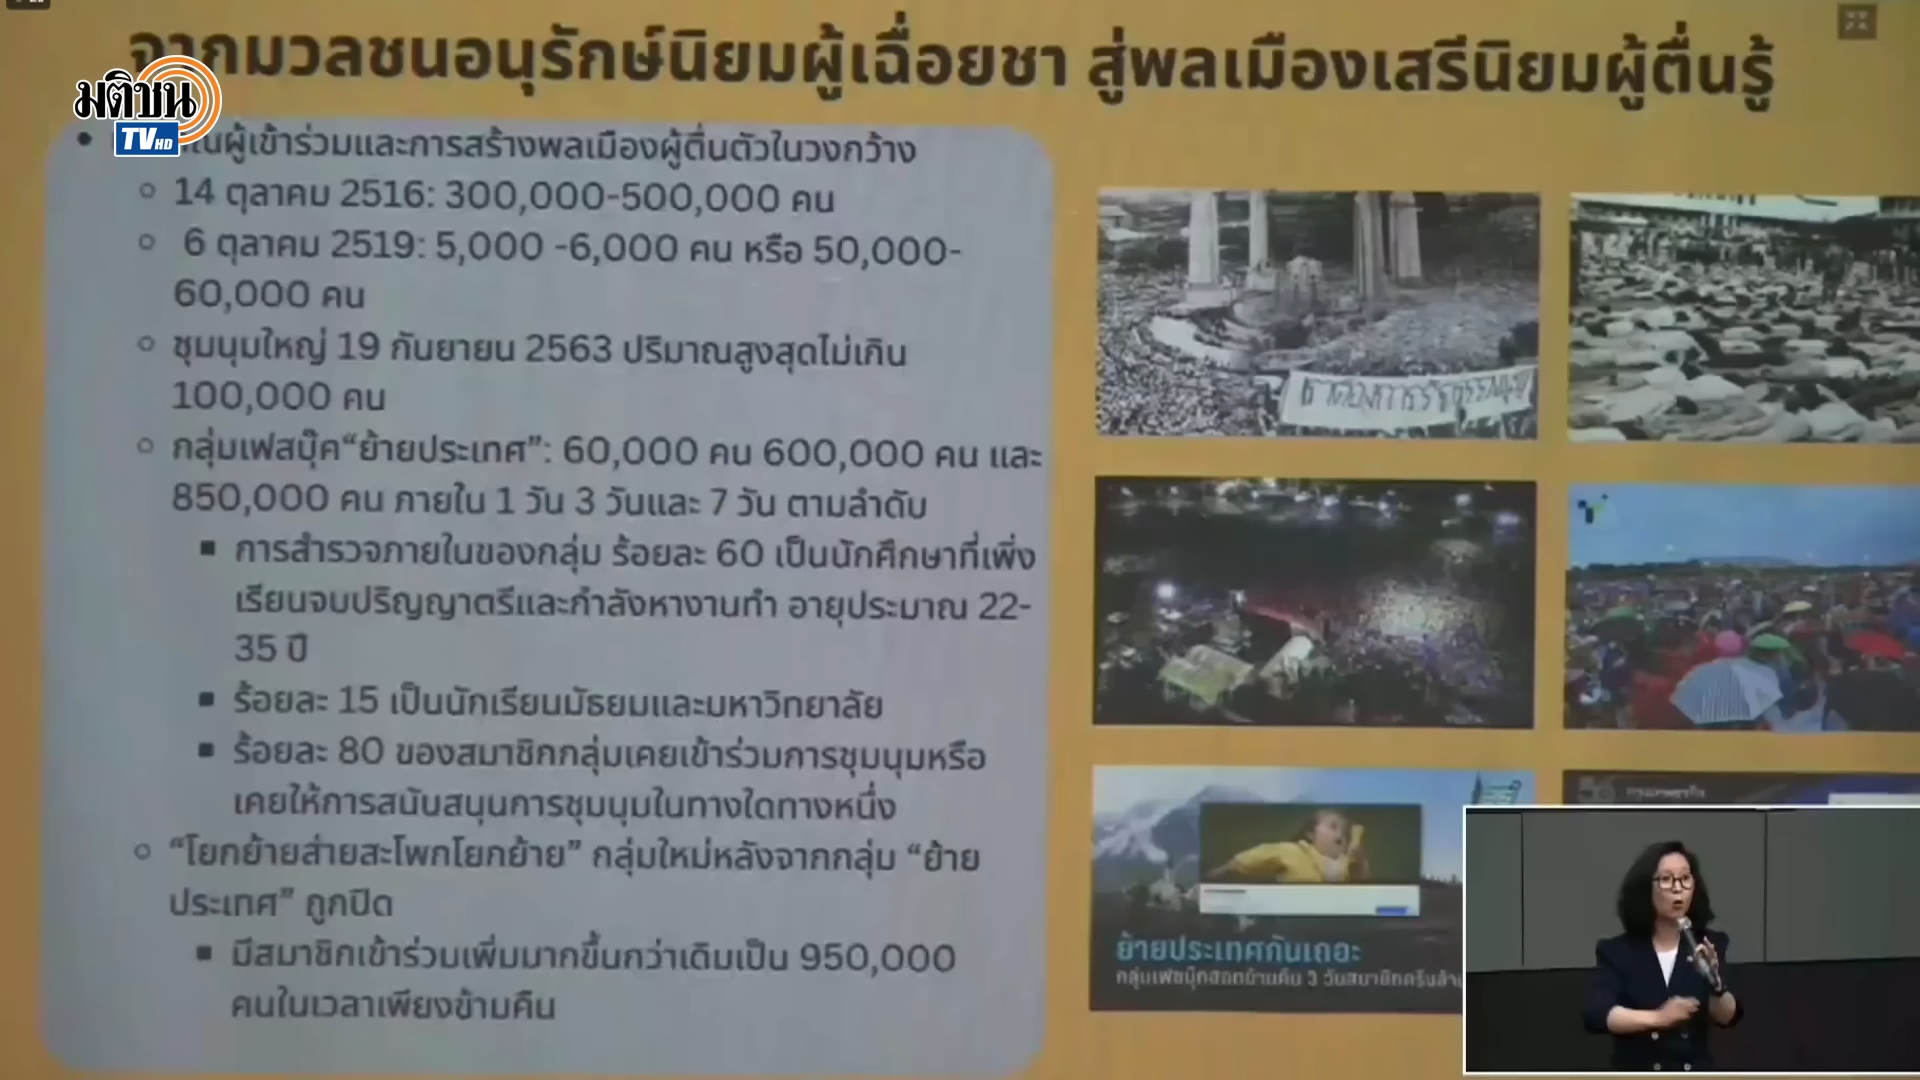 จากมวลชนอนุรักษ์นิยมผู้เฉื่อยชา สู่พลเมืองเสรีนิยมผู้ตื่นรู้
มติชน
TV HD
ผู้เข้าร่วมและการสร้างพลเมืองผู้ตื่นตัวในวงกว้าง
14 ตุลาคม 2516: 300,000-500,000 คน
6 ตุลาคม 2519: 5,000 -6,000 คน หรือ 50,000-
60,000 คน
ชุมนุมใหญ่ 19 กันยายน 2563 ปริมาณสูงสุดไม่เกิน
100,000 คน
กลุ่มเฟสบุ๊ค“ย้ายประเทศ”: 60,000 คน 600,000 คน และ
850,000 คน ภายใน 1 วัน 3 วันและ 7 วัน ตามลำดับ
การสำรวจภายในของกลุ่ม ร้อยละ 60 เป็นนักศึกษาที่เพิ่ง
เรียนจบปริญญาตรีและกำลังหางานทำ อายุประมาณ 22-
35 ปี
ร้อยละ 15 เป็นนักเรียนมัธยมและมหาวิทยาลัย
ร้อยละ 80 ของสมาชิกกลุ่มเคยเข้าร่วมการชุมนุมหรือ
เคยให้การสนับสนุนการชุมนุมในทางใดทางหนึ่ง
“โยกย้ายส่ายสะโพกโยกย้าย” กลุ่มใหม่หลังจากกลุ่ม “ย้าย
ประเทศ” ถูกปิด
มีสมาชิกเข้าร่วมเพิ่มมากขึ้นกว่าเดิมเป็น 950,000
คนในเวลาเพียงข้ามคืน
ย้ายประเทศกันเถอะ